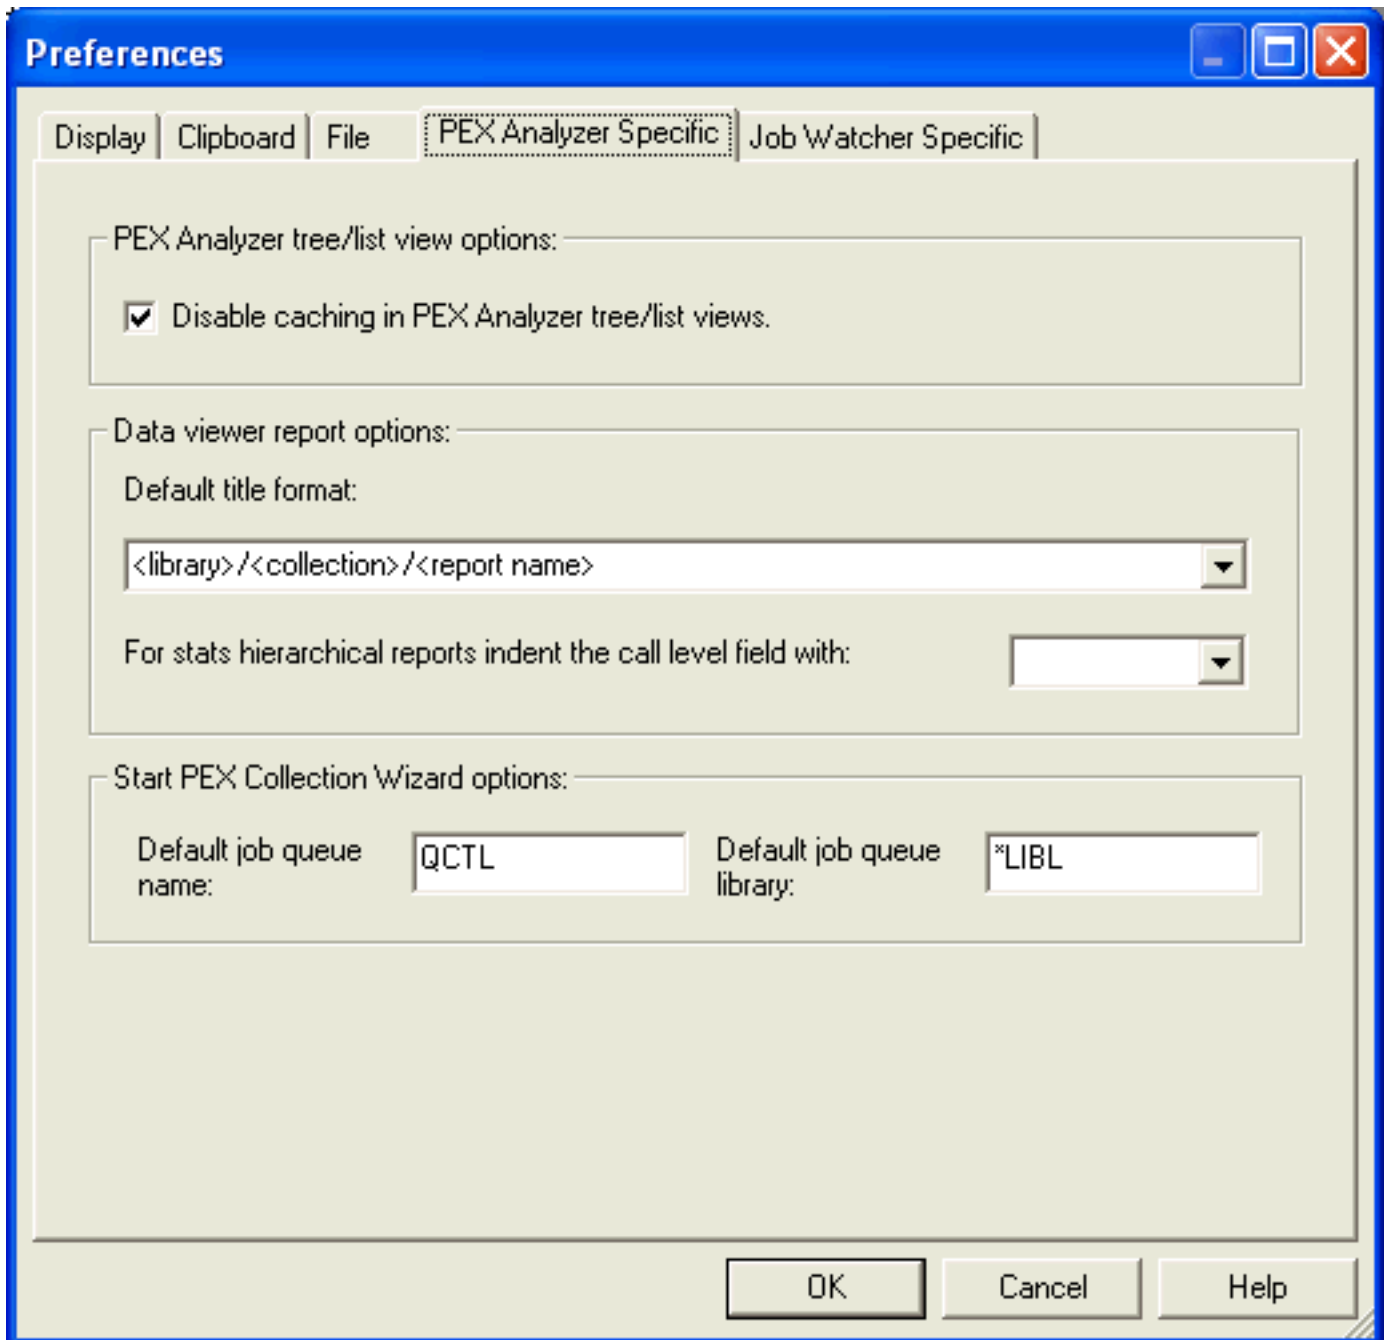 Preferences
Display Clipboard File PEX Analyzer Specific Job Watcher Specific
PEX Analyzer tree/list view options:
Disable caching in PEX Analyzer tree/list views.
Data viewer report options:
Default title format:
<library>/<collection>/<report name>
For stats hierarchical reports indent the call level field with:
Start PEX Collection Wizard options:
Default job queue
name:
QCTL
Default job queue
library:
*LIBL
OK Cancel Help